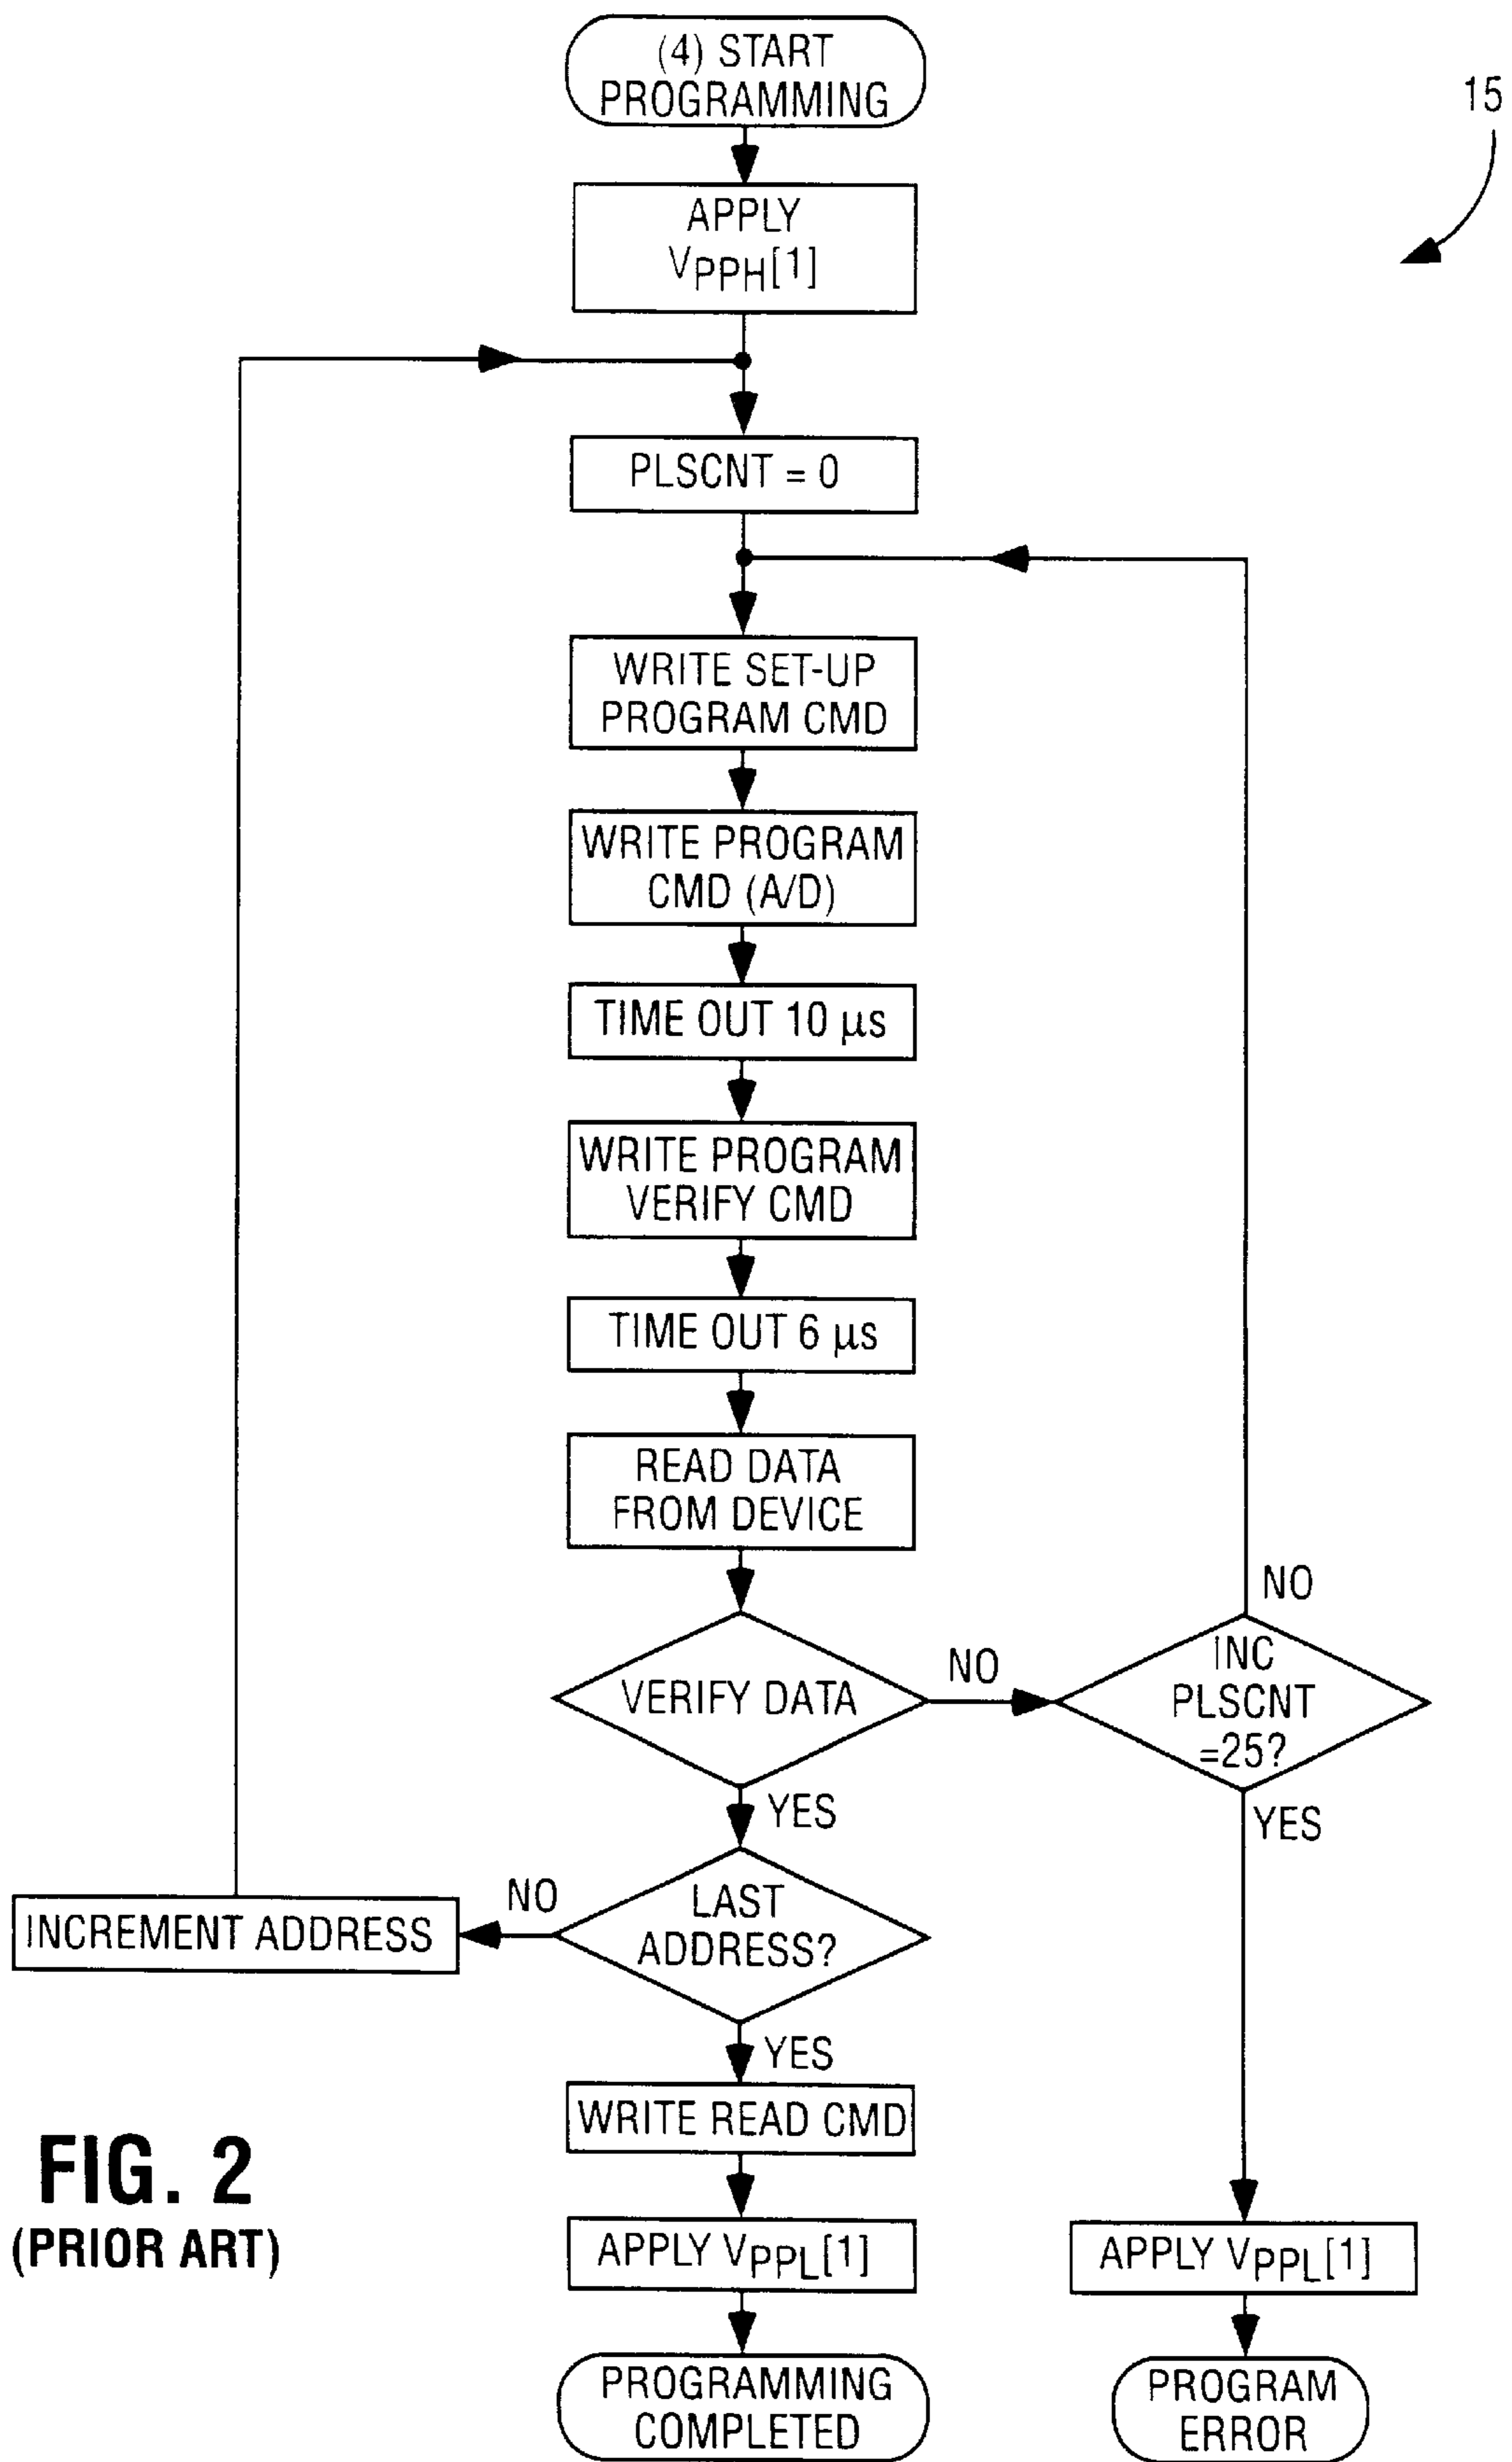 (4) START
PROGRAMMING
15
APPLY
VPPH[1]
PLSCNT = 0
WRITE SET-UP
PROGRAM CMD
WRITE PROGRAM
CMD (A/D)
TIME OUT 10 µs
WRITE PROGRAM
VERIFY CMD
TIME OUT 6 µs
READ DATA
FROM DEVICE
VERIFY DATA
NO
INC
PLSCNT
=25?
NO
YES
YES
LAST
ADDRESS?
NO
INCREMENT ADDRESS
YES
WRITE READ CMD
APPLY VPPL[1]
APPLY VPPL[1]
PROGRAMMING
COMPLETED
PROGRAM
ERROR
FIG. 2
(PRIOR ART)